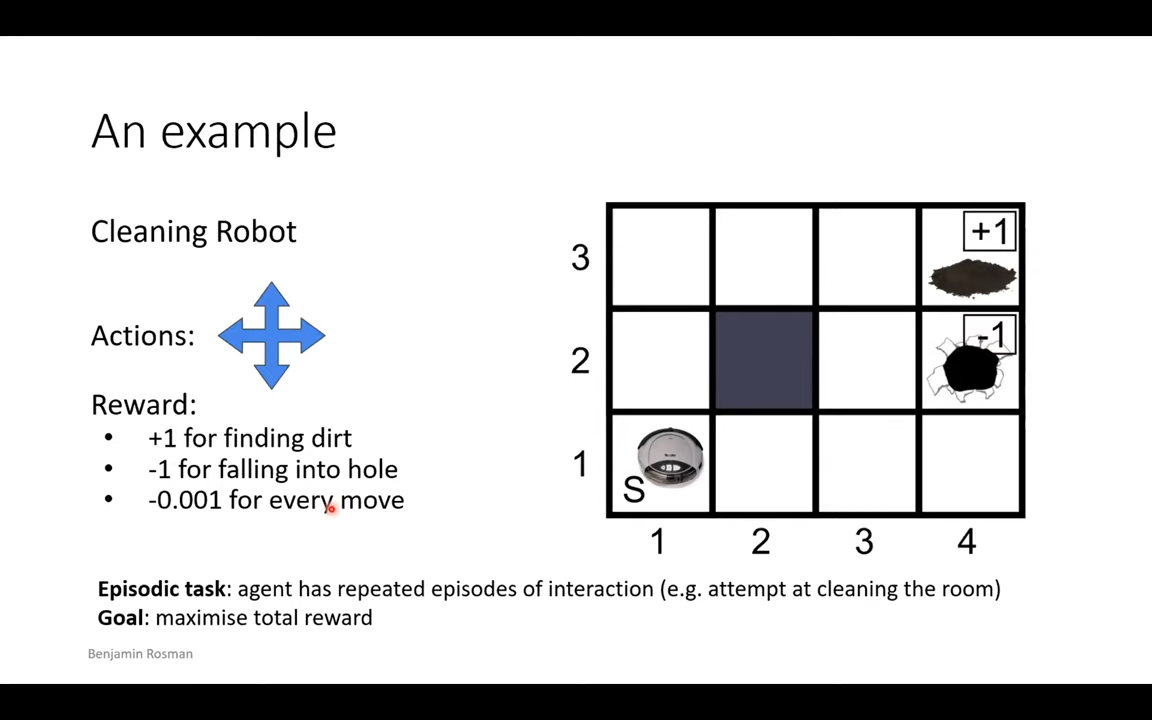 An example
Cleaning Robot
Actions:
Reward:
• +1 for finding dirt
• -1 for falling into hole
• -0.001 for every move
+1
3
-1
2
1
S
1 2 3 4
Episodic task: agent has repeated episodes of interaction (e.g. attempt at cleaning the room)
Goal: maximise total reward
Benjamin Rosman